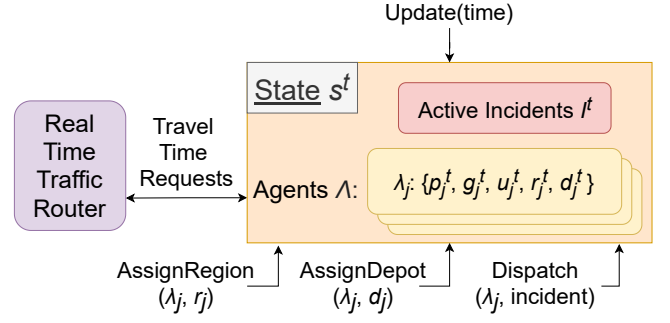 Update(time)
State s^t
Active Incidents I^t
Real
Time
Traffic
Router
Travel
Time
Requests
Agents Λ:
λ_j: {p_j^t, g_j^t, u_j^t, r_j^t, d_j^t}
AssignRegion
(λ_j, r_j)
AssignDepot
(λ_j, d_j)
Dispatch
(λ_j, incident)